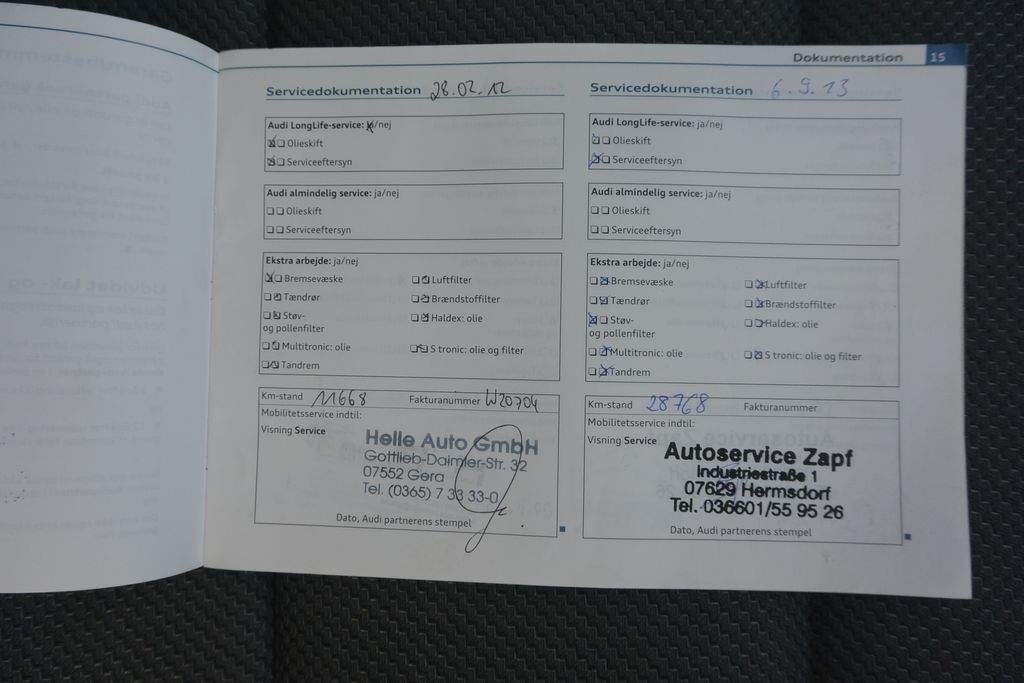 Dokumentation 15
Servicedokumentation 28.02.12
Audi LongLife-service: ja/nej
Olieskift
Serviceeftersyn
Audi almindelig service: ja/nej
Olieskift
Serviceeftersyn
Ekstra arbejde: ja/nej
Bremsevæske
Luftfilter
Tændrør
Brændstoffilter
Støv-
og pollenfilter
Haldex: olie
Multitronic: olie
S tronic: olie og filter
Tandrem
Km-stand 11668 Fakturanummer W20704
Mobilitetsservice indtil:
Visning Service
Helle Auto GmbH
Gottlieb-Daimler-Str. 32
07552 Gera
Tel. (0365) 7 33 33-0
Dato, Audi partnerens stempel
Servicedokumentation 6.9.13
Audi LongLife-service: ja/nej
Olieskift
Serviceeftersyn
Audi almindelig service: ja/nej
Olieskift
Serviceeftersyn
Ekstra arbejde: ja/nej
Bremsevæske
Luftfilter
Tændrør
Brændstoffilter
Støv-
og pollenfilter
Haldex: olie
Multitronic: olie
S tronic: olie og filter
Tandrem
Km-stand 28768 Fakturanummer
Mobilitetsservice indtil:
Visning Service
Autoservice Zapf
Industriestraße 1
07629 Hermsdorf
Tel. 036601/55 95 26
Dato, Audi partnerens stempel